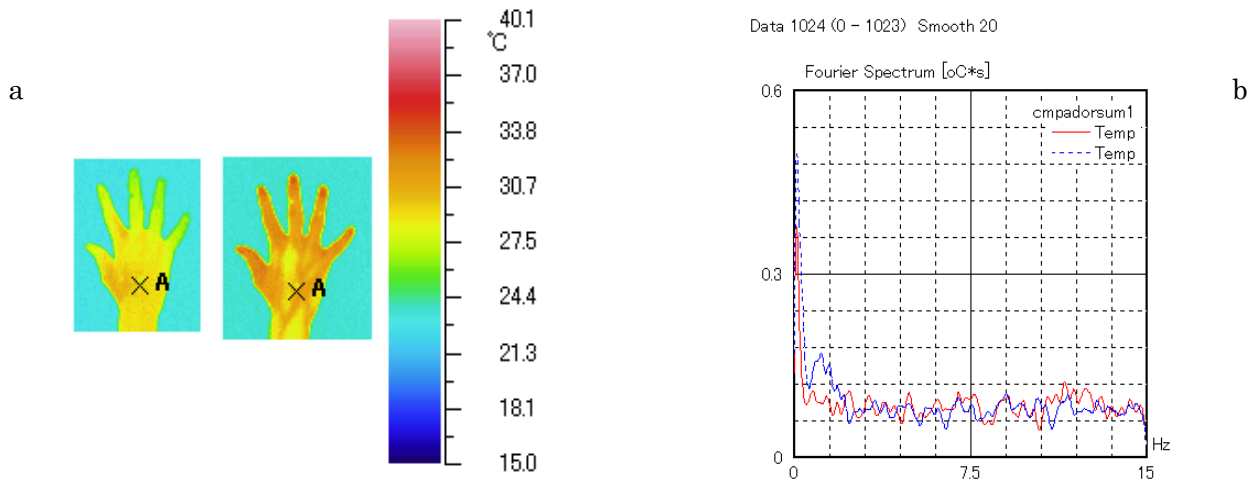 a
A
A
40.1
℃
37.0
33.8
30.7
27.5
24.4
21.3
18.1
15.0
Data 1024 (0 - 1023) Smooth 20
Fourier Spectrum [oC*s]
b
0.6
cmpadorsum1
Temp
Temp
0.3
0
Hz
0
7.5
15